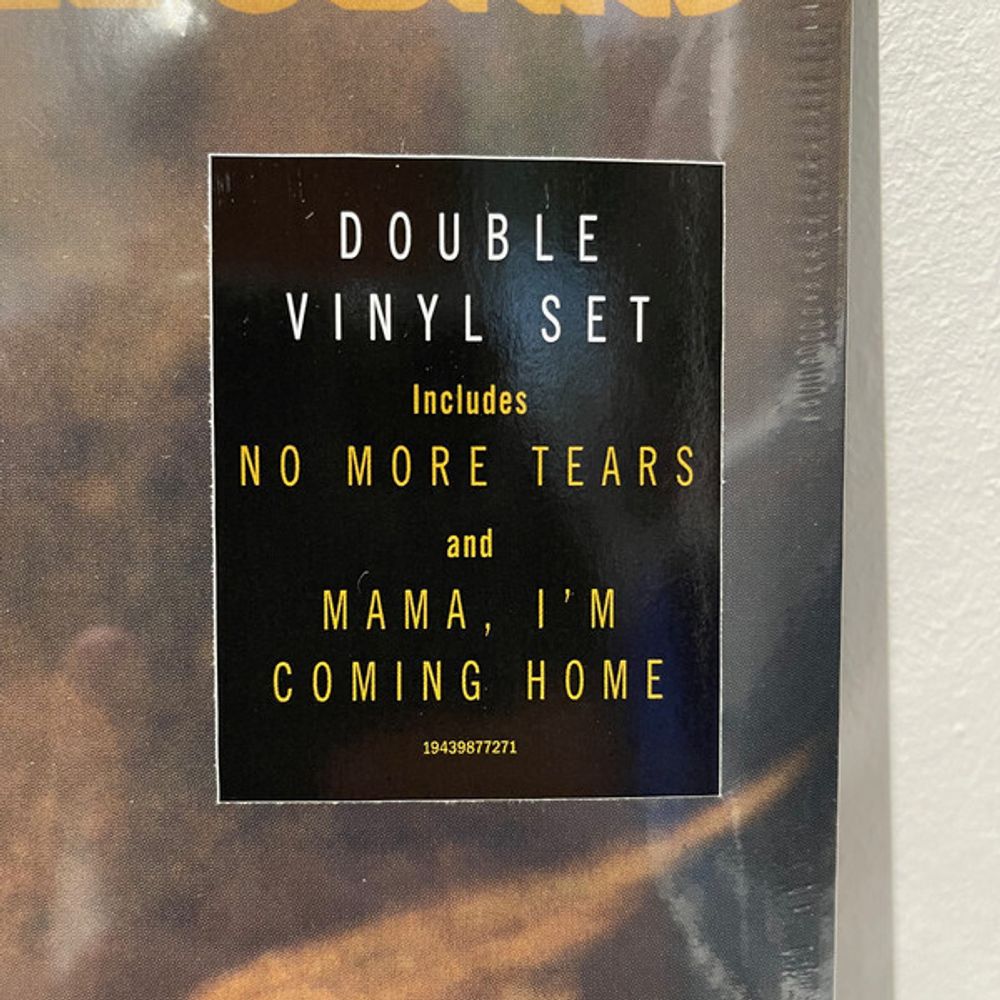 DOUBLE
VINYL SET
Includes
NO MORE TEARS
and
MAMA, I'M
COMING HOME
19439877271